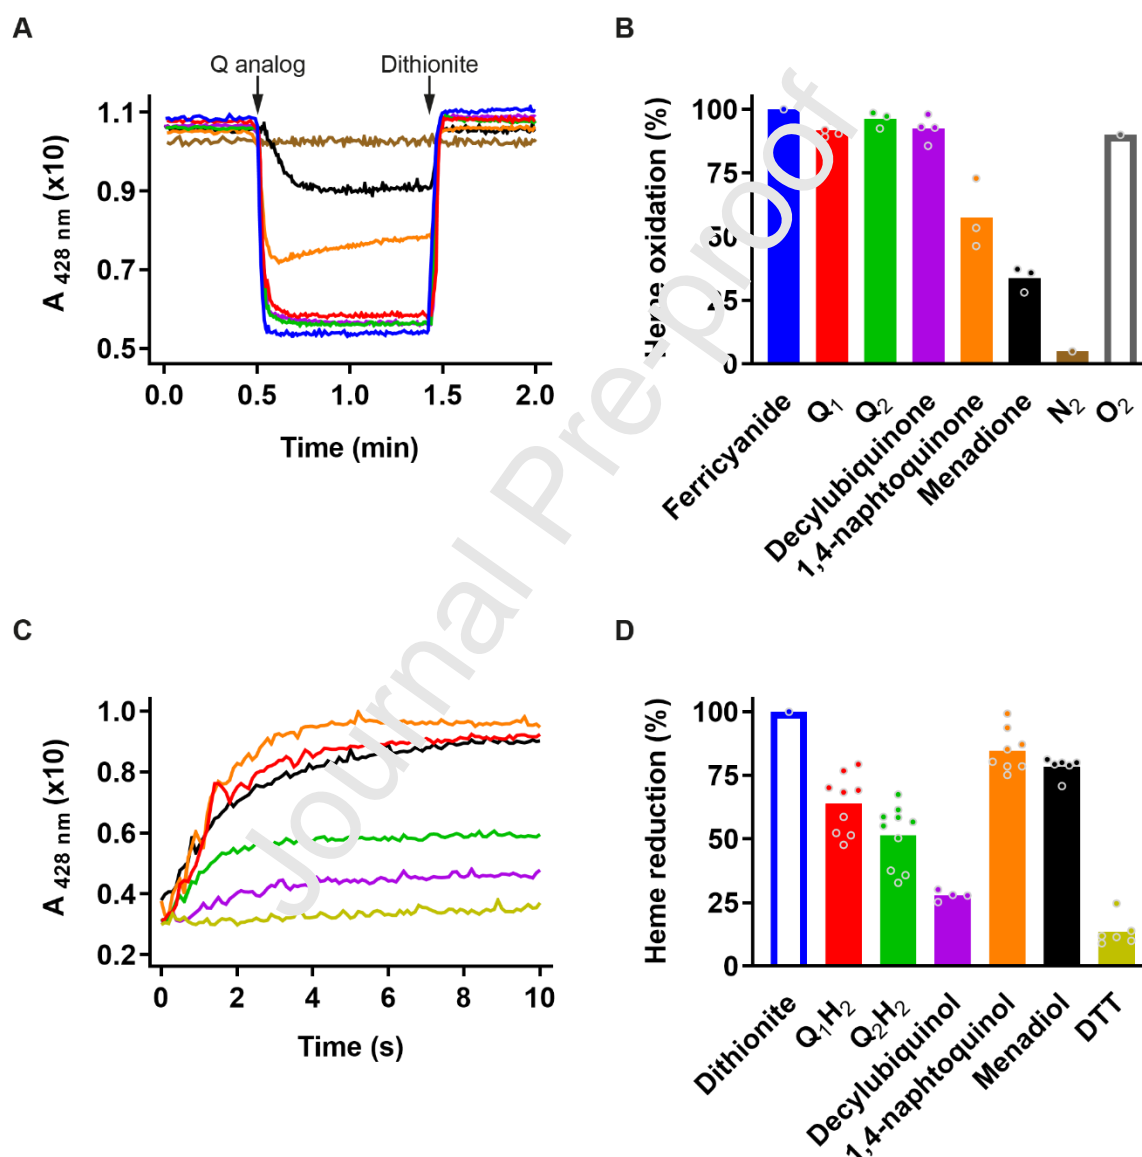 A
Q analog
Dithionite
A 428 nm (x10)
1.1
0.9
0.7
0.5
0.0
0.5
1.0
1.5
2.0
Time (min)
B
Heme oxidation (%)
100
75
50
25
0
Ferricyanide
Q1
Q2
Decylubiquinone
1,4-naphtoquinone
Menadione
N2
O2
Journal Pre-proof
C
A 428 nm (x10)
1.0
0.8
0.6
0.4
0.2
0
2
4
6
8
10
Time (s)
D
Heme reduction (%)
100
75
50
25
0
Dithionite
Q1H2
Q2H2
Decylubiquinol
1,4-naphtoquinol
Menadiol
DTT